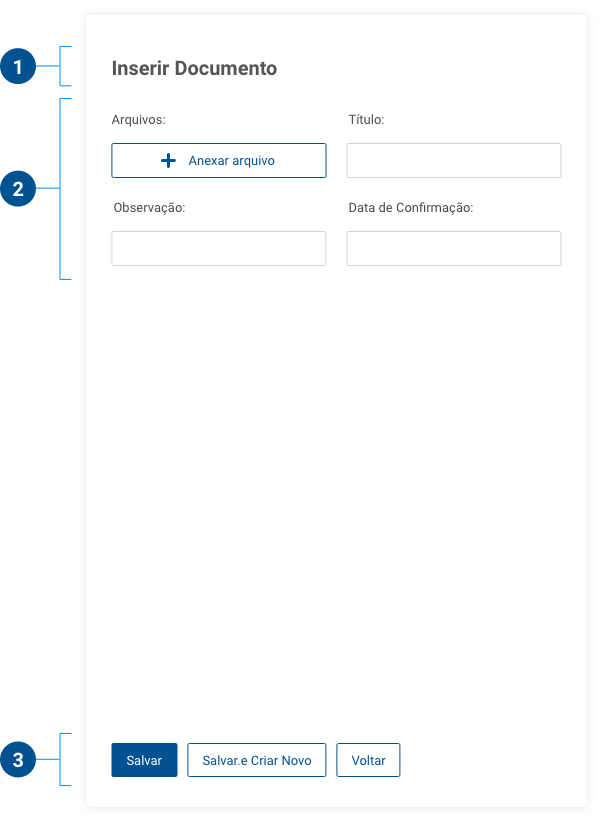 1
Inserir Documento
2
Arquivos:
Título:
Anexar arquivo
Observação:
Data de Confirmação:
3
Salvar
Salvar.e Criar Novo
Voltar